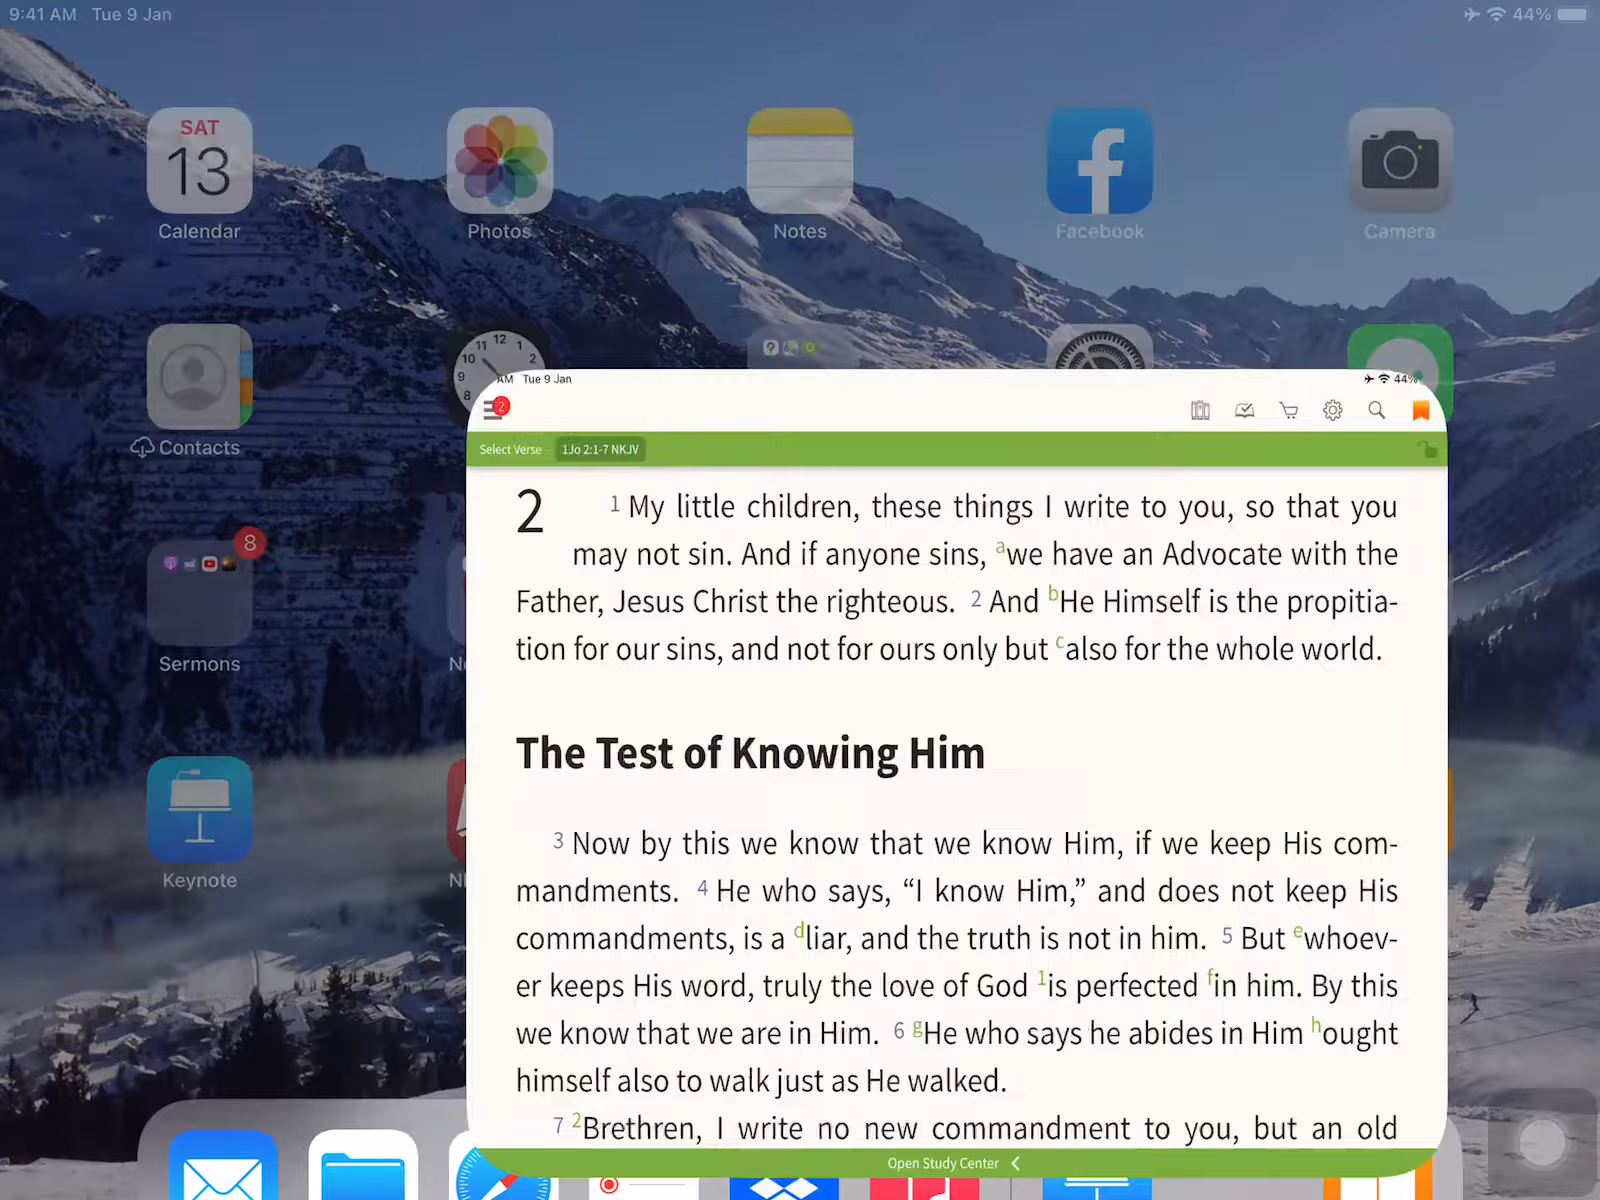 9:41 AM Tue 9 Jan
44%
SAT
13
Calendar
Photos
Notes
Facebook
Camera
11 12 1
10 2
9
8
Contacts
8
Sermons
Keynote
AM Tue 9 Jan
44%
2
Select Verse
1Jo 2:1-7 NKJV
2 1 My little children, these things I write to you, so that you
may not sin. And if anyone sins, awe have an Advocate with the
Father, Jesus Christ the righteous. 2 And bHe Himself is the propitia-
tion for our sins, and not for ours only but calso for the whole world.
The Test of Knowing Him
3 Now by this we know that we know Him, if we keep His com-
mandments. 4 He who says, “I know Him,” and does not keep His
commandments, is a dliar, and the truth is not in him. 5 But ewhoev-
er keeps His word, truly the love of God 1is perfected fin him. By this
we know that we are in Him. 6 gHe who says he abides in Him hought
himself also to walk just as He walked.
7 2Brethren, I write no new commandment to you, but an old
Open Study Center